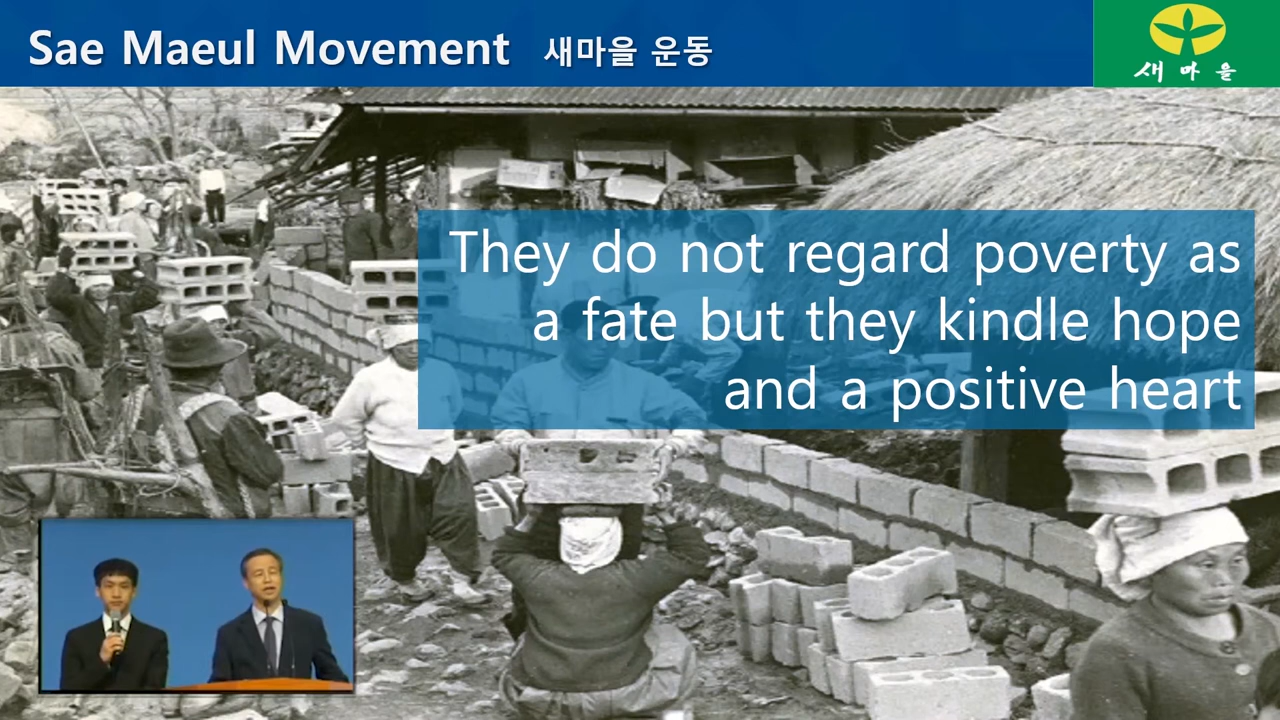 Sae Maeul Movement 새마을 운동
새마을
They do not regard poverty as
a fate but they kindle hope
and a positive heart